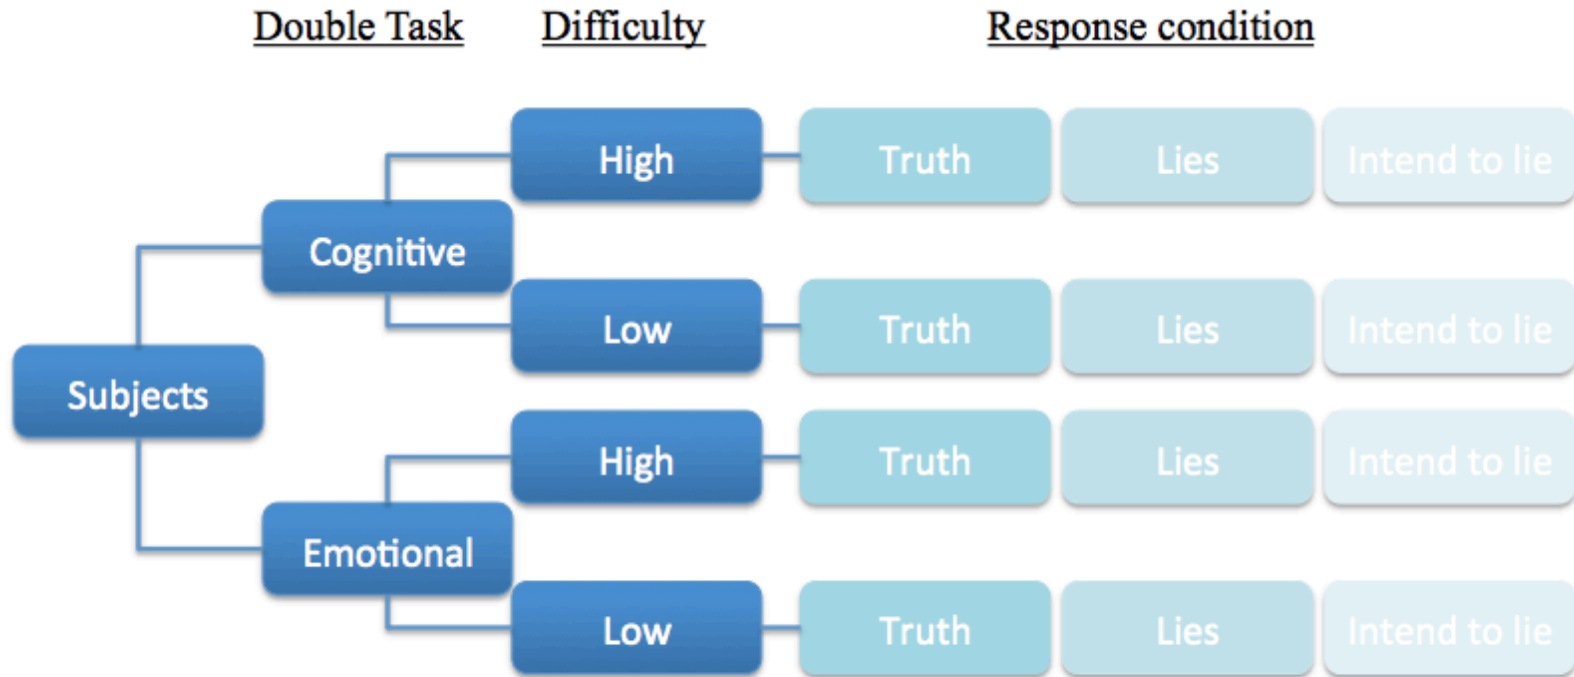 Double Task Difficulty Response condition
High Truth Lies Intend to lie
Cognitive
Low Truth Lies Intend to lie
Subjects
High Truth Lies Intend to lie
Emotional
Low Truth Lies Intend to lie